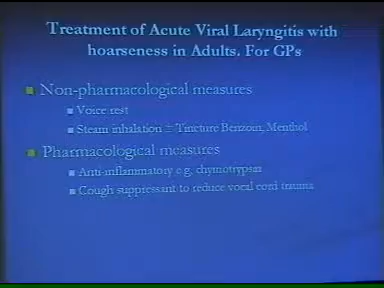 Treatment of Acute Viral Laryngitis with
hoarseness in Adults. For GPs
Non-pharmacological measures
Voice rest
Steam inhalation ± Tincture Benzoin, Menthol
Pharmacological measures
Anti-inflammatory e.g. chymotrypsin
Cough suppressant to reduce vocal cord trauma